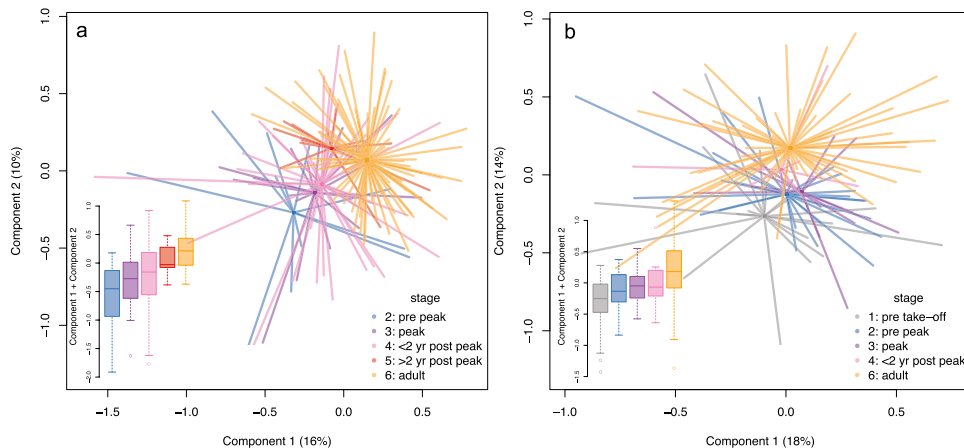 a
Component 2 (10%)
1.0
0.5
0.0
−0.5
−1.0
Component 1 + Component 2
1.0
0.5
0.0
−0.5
−1.0
−1.5
−2.0
stage
2: pre peak
3: peak
4: <2 yr post peak
5: >2 yr post peak
6: adult
−1.5
−1.0
−0.5
0.0
0.5
Component 1 (16%)
b
Component 2 (14%)
1.0
0.5
0.0
−0.5
−1.0
Component 1 + Component 2
1.0
0.5
0.0
−0.5
−1.0
−1.5
stage
1: pre take−off
2: pre peak
3: peak
4: <2 yr post peak
6: adult
−1.0
−0.5
0.0
0.5
Component 1 (18%)